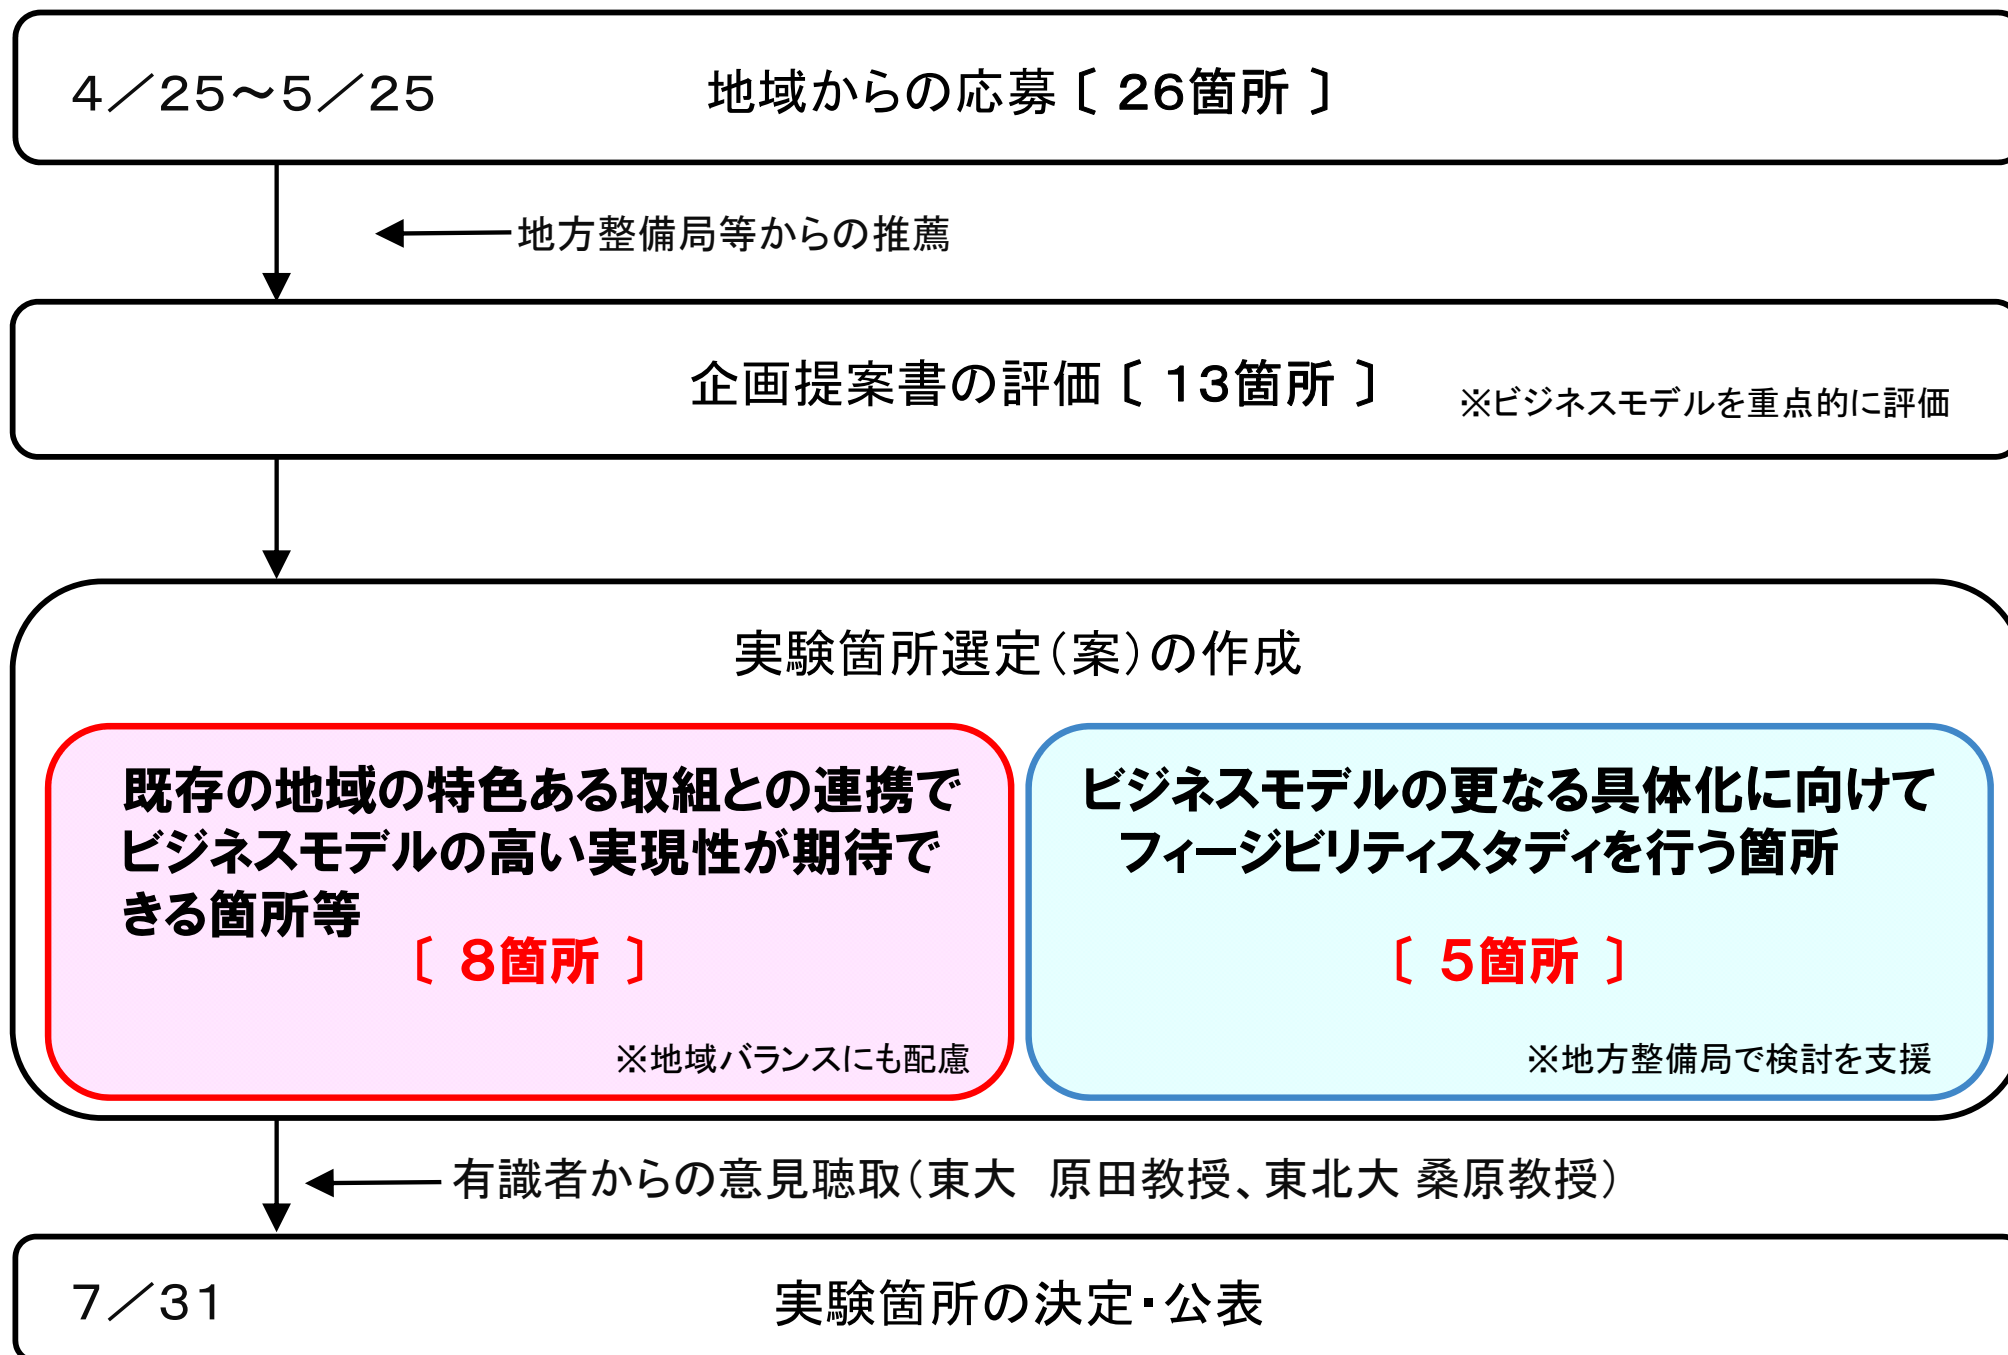 4／25～5／25 地域からの応募〔 26箇所 〕
地方整備局等からの推薦
企画提案書の評価〔 13箇所 〕 ※ビジネスモデルを重点的に評価
実験箇所選定（案）の作成
既存の地域の特色ある取組との連携で
ビジネスモデルの高い実現性が期待で
きる箇所等
〔 8箇所 〕
※地域バランスにも配慮
ビジネスモデルの更なる具体化に向けて
フィージビリティスタディを行う箇所
〔 5箇所 〕
※地方整備局で検討を支援
有識者からの意見聴取（東大　原田教授、東北大 桑原教授）
7／31 実験箇所の決定・公表